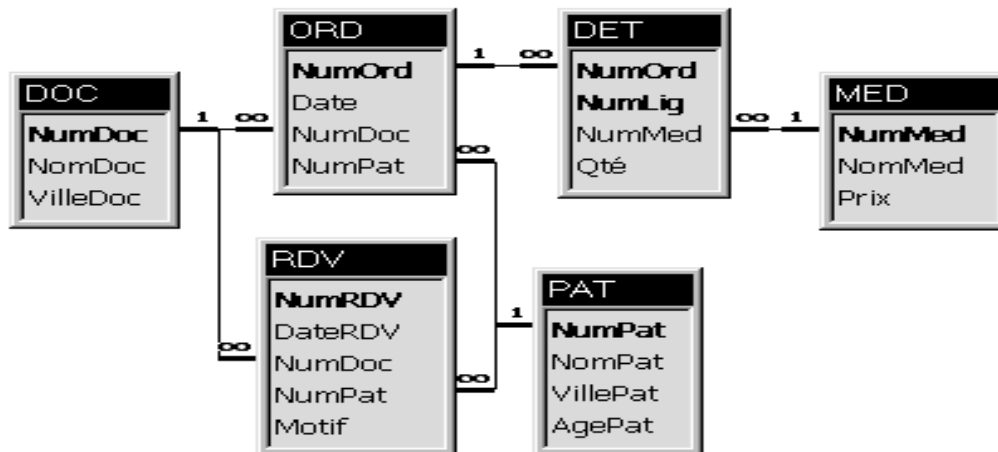 DOC
NumDoc
NomDoc
VilleDoc
1
∞
ORD
NumOrd
Date
NumDoc
NumPat
1
∞
∞
DET
NumOrd
NumLig
NumMed
Qté
∞
1
MED
NumMed
NomMed
Prix
∞
RDV
NumRDV
DateRDV
NumDoc
NumPat
Motif
∞
1
PAT
NumPat
NomPat
VillePat
AgePat